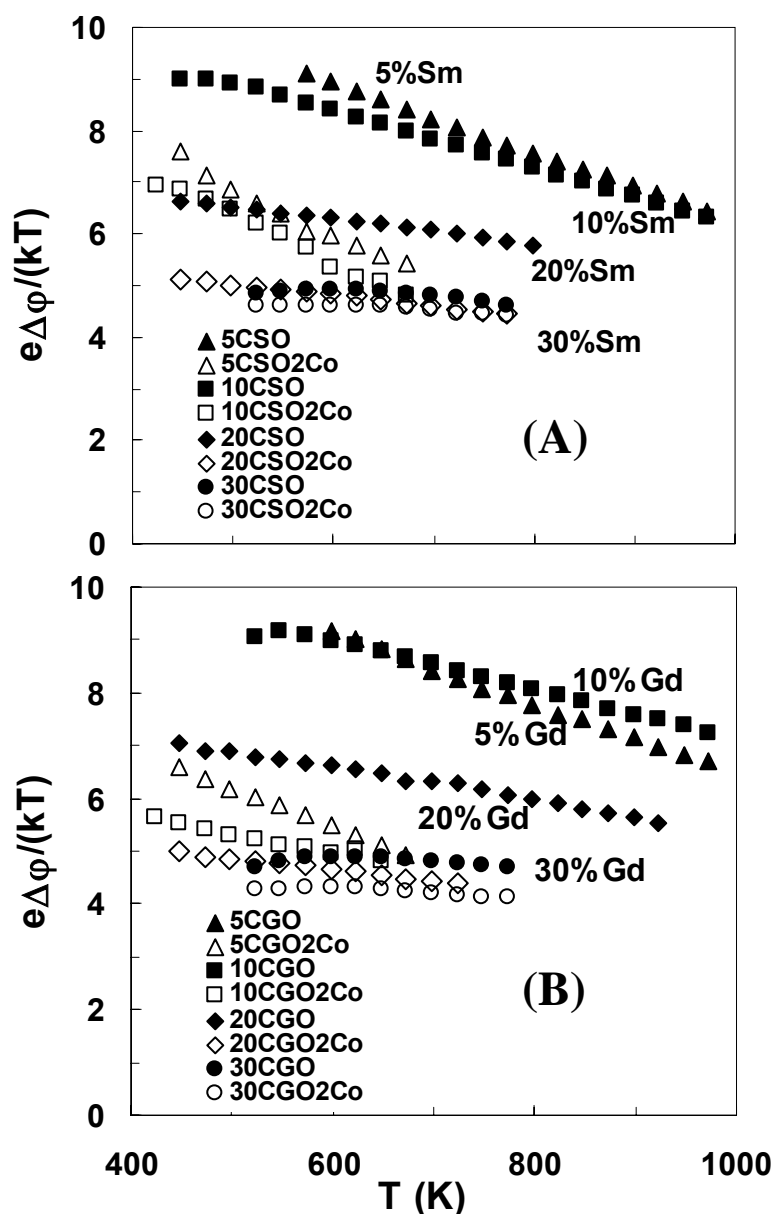 10
5%Sm
8
10%Sm
6
20%Sm
eΔφ/(kT)
30%Sm
4
5CSO
5CSO2Co
10CSO
10CSO2Co
20CSO
20CSO2Co
30CSO
30CSO2Co
(A)
2
0
10
8
10% Gd
5% Gd
6
20% Gd
eΔφ/(kT)
30% Gd
4
5CGO
5CGO2Co
10CGO
10CGO2Co
20CGO
20CGO2Co
30CGO
30CGO2Co
(B)
2
0
400 600 800 1000
T (K)